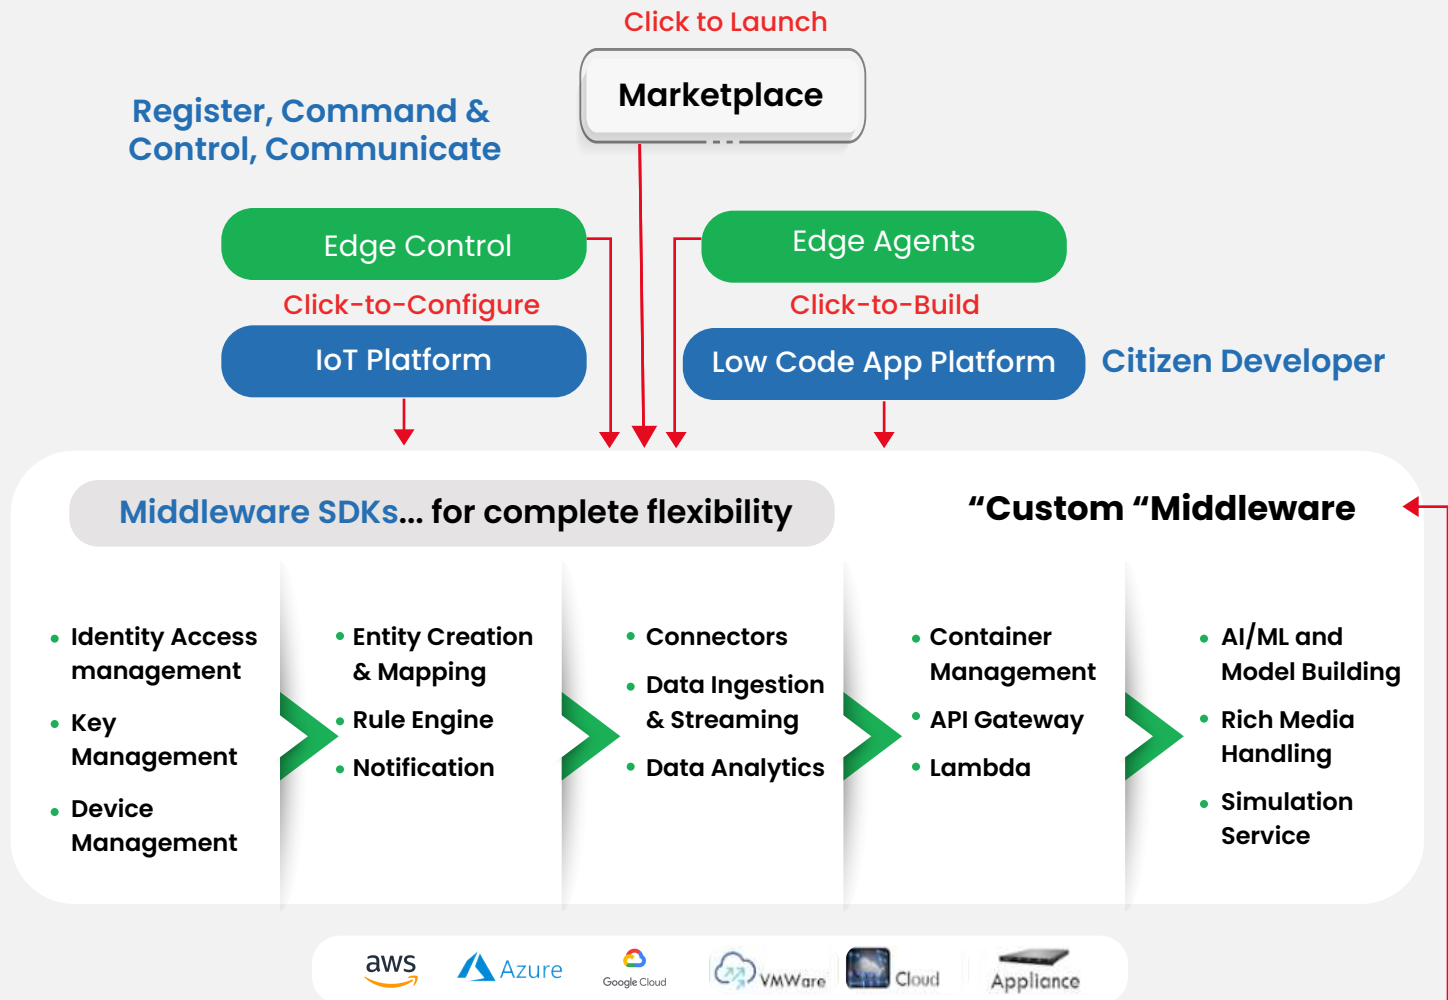 Click to Launch
Marketplace
Register, Command &
Control, Communicate
Edge Control
Edge Agents
Click-to-Configure
Click-to-Build
IoT Platform
Low Code App Platform
Citizen Developer
Middleware SDKs... for complete flexibility
“Custom “Middleware
Identity Access
management
Key
Management
Device
Management
Entity Creation
& Mapping
Rule Engine
Notification
Connectors
Data Ingestion
& Streaming
Data Analytics
Container
Management
API Gateway
Lambda
AI/ML and
Model Building
Rich Media
Handling
Simulation
Service
aws
Azure
Google Cloud
VMWare
Cloud
Appliance